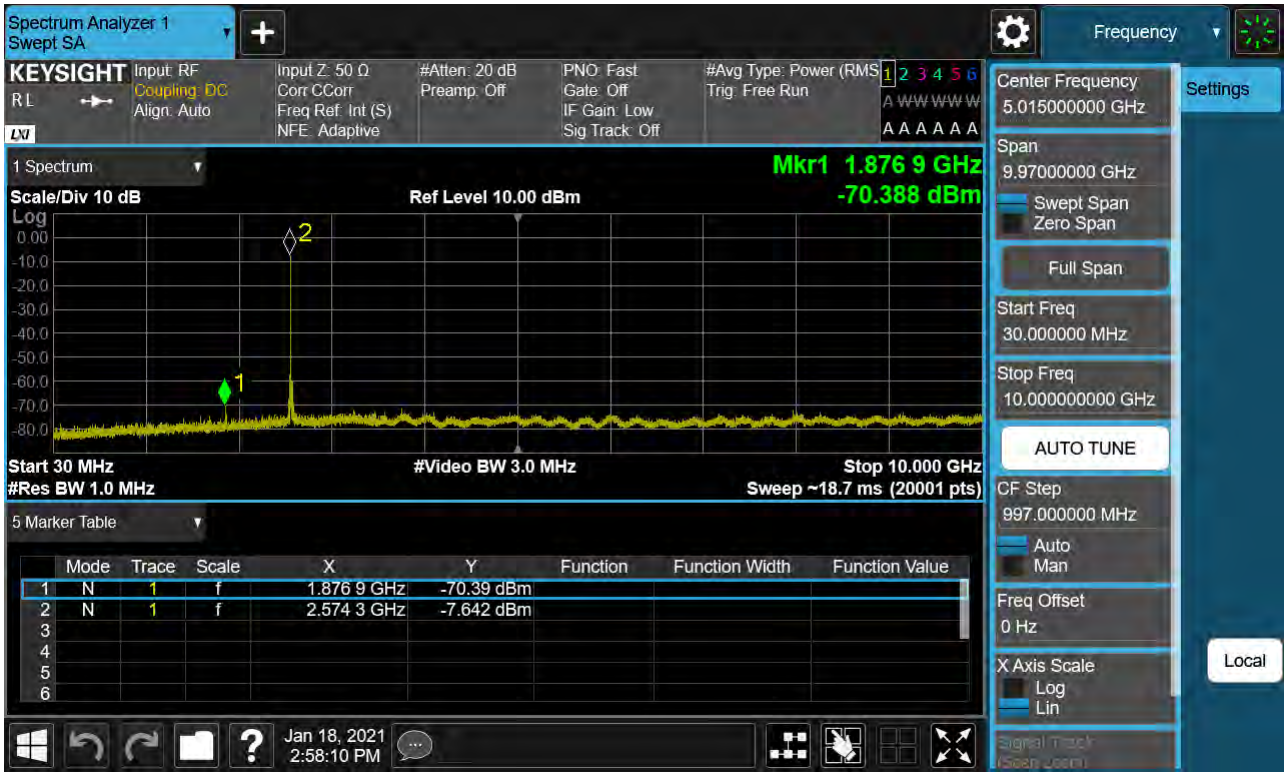 Spectrum Analyzer 1
Swept SA
Frequency
KEYSIGHT
RL
LXI
Input: RF
Coupling: DC
Align: Auto
Input Z: 50 Ω
Corr CCorr
Freq Ref: Int (S)
NFE: Adaptive
#Atten: 20 dB
Preamp: Off
PNO: Fast
Gate: Off
IF Gain: Low
Sig Track: Off
#Avg Type: Power (RMS
Trig: Free Run
1 2 3 4 5 6
A W W W W W
A A A A A A
1 Spectrum
Mkr1 1.876 9 GHz
-70.388 dBm
Scale/Div 10 dB
Ref Level 10.00 dBm
Log
0.00
-10.0
-20.0
-30.0
-40.0
-50.0
-60.0
-70.0
-80.0
2
1
Start 30 MHz
#Video BW 3.0 MHz
Stop 10.000 GHz
#Res BW 1.0 MHz
Sweep ~18.7 ms (20001 pts)
5 Marker Table
Mode Trace Scale X Y Function Function Width Function Value
1 N 1 f 1.876 9 GHz -70.39 dBm
2 N 1 f 2.574 3 GHz -7.642 dBm
3
4
5
6
Jan 18, 2021
2:58:10 PM
Center Frequency
5.015000000 GHz
Span
9.97000000 GHz
Swept Span
Zero Span
Full Span
Start Freq
30.000000 MHz
Stop Freq
10.000000000 GHz
AUTO TUNE
CF Step
997.000000 MHz
Auto
Man
Freq Offset
0 Hz
X Axis Scale
Log
Lin
Signal Track
(Span Zoom)
Settings
Local